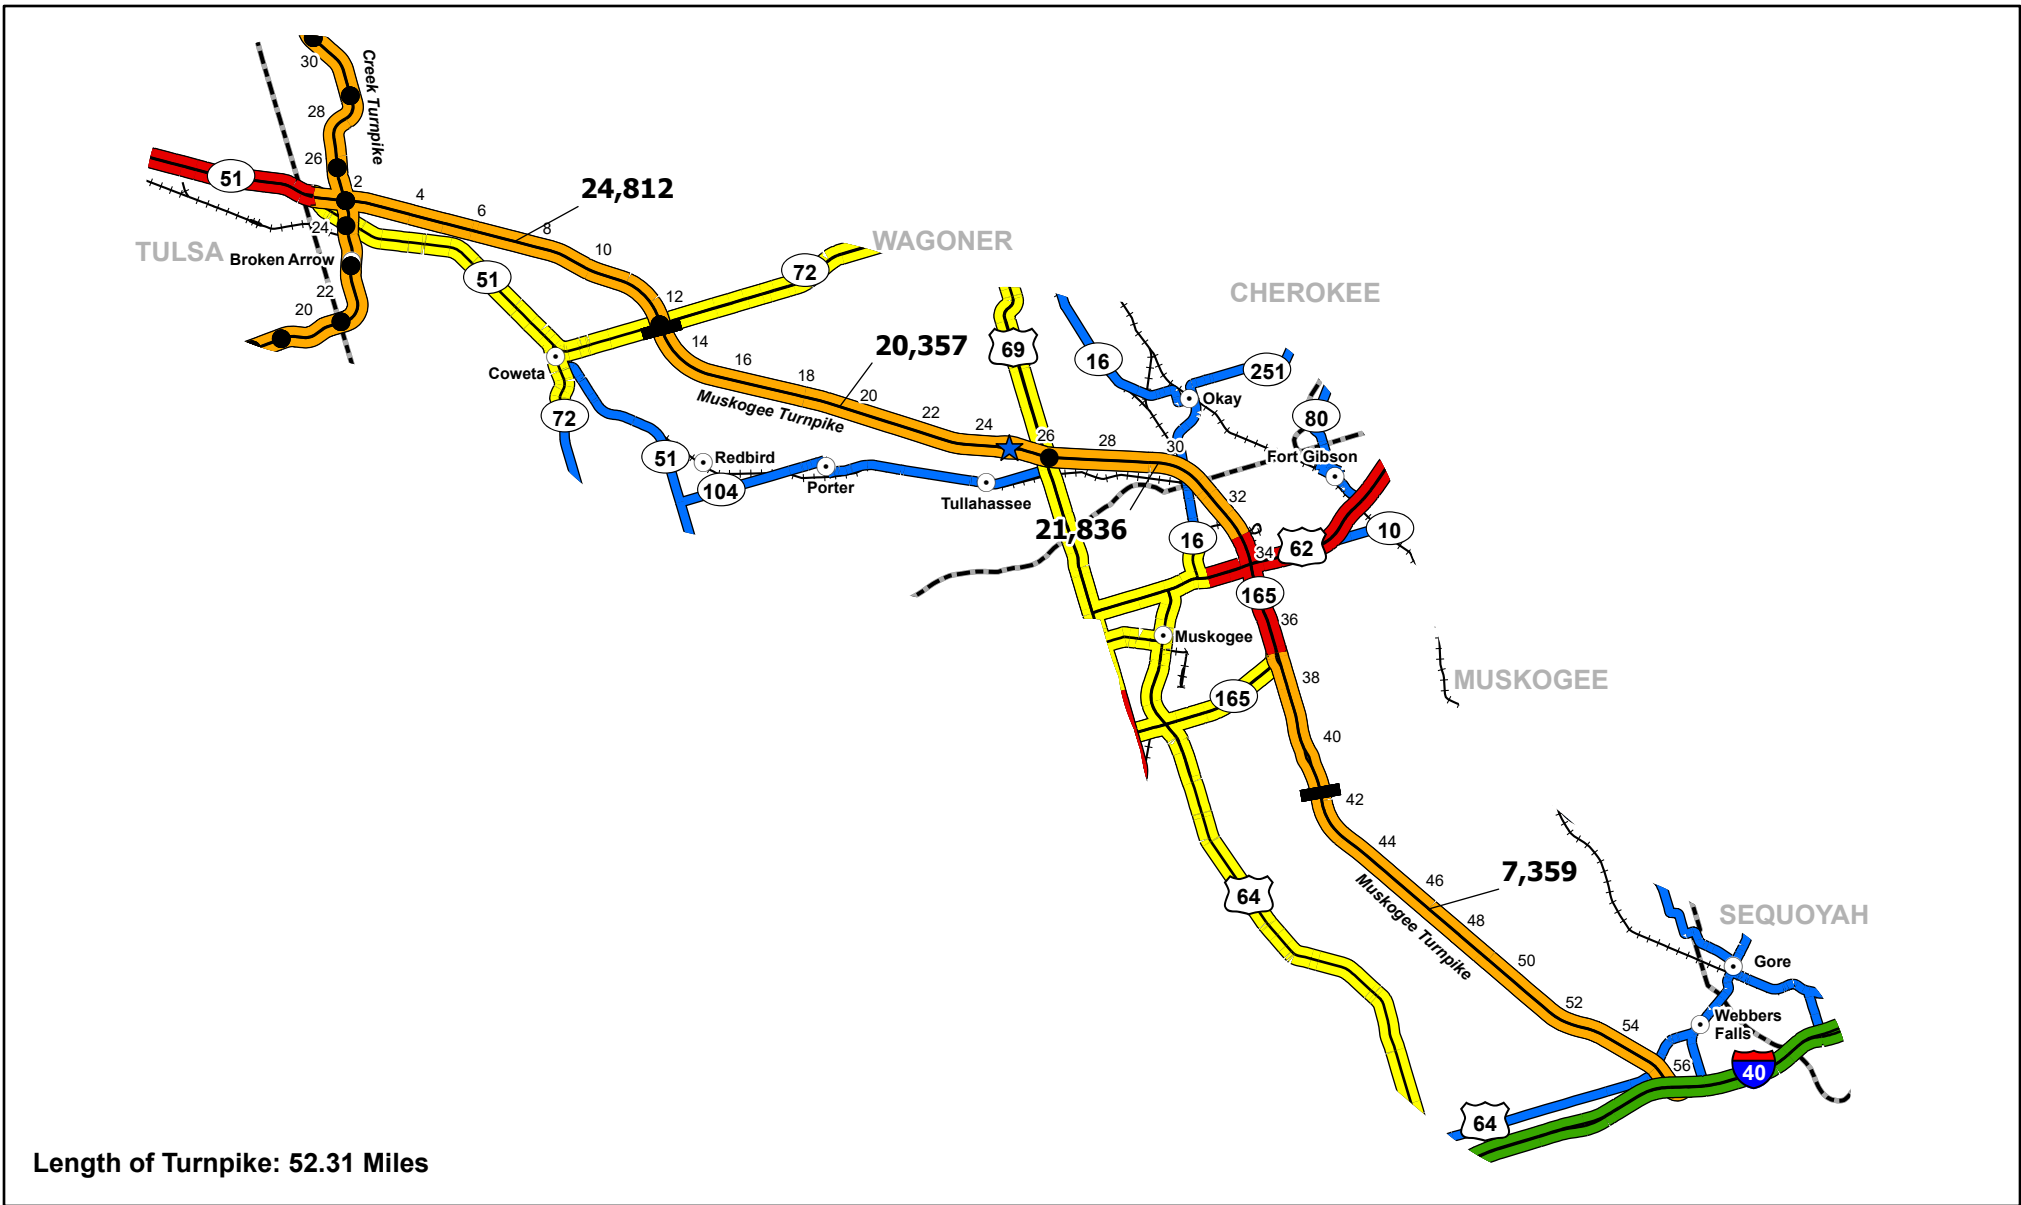 30
Creek Turnpike
28
26
51
2
4
6
24,812
8
24
TULSA
Broken Arrow
10
WAGONER
72
51
22
20
12
CHEROKEE
14
20,357
69
16
251
Coweta
16
18
20
Okay
72
Muskogee Turnpike
22
24
26
28
30
80
51
Redbird
Fort Gibson
104
Porter
Tullahassee
32
21,836
16
34
62
10
165
36
Muskogee
38
MUSKOGEE
165
40
42
44
7,359
46
64
48
Muskogee Turnpike
SEQUOYAH
50
Gore
52
54
Webbers
Falls
56
40
64
Length of Turnpike: 52.31 Miles